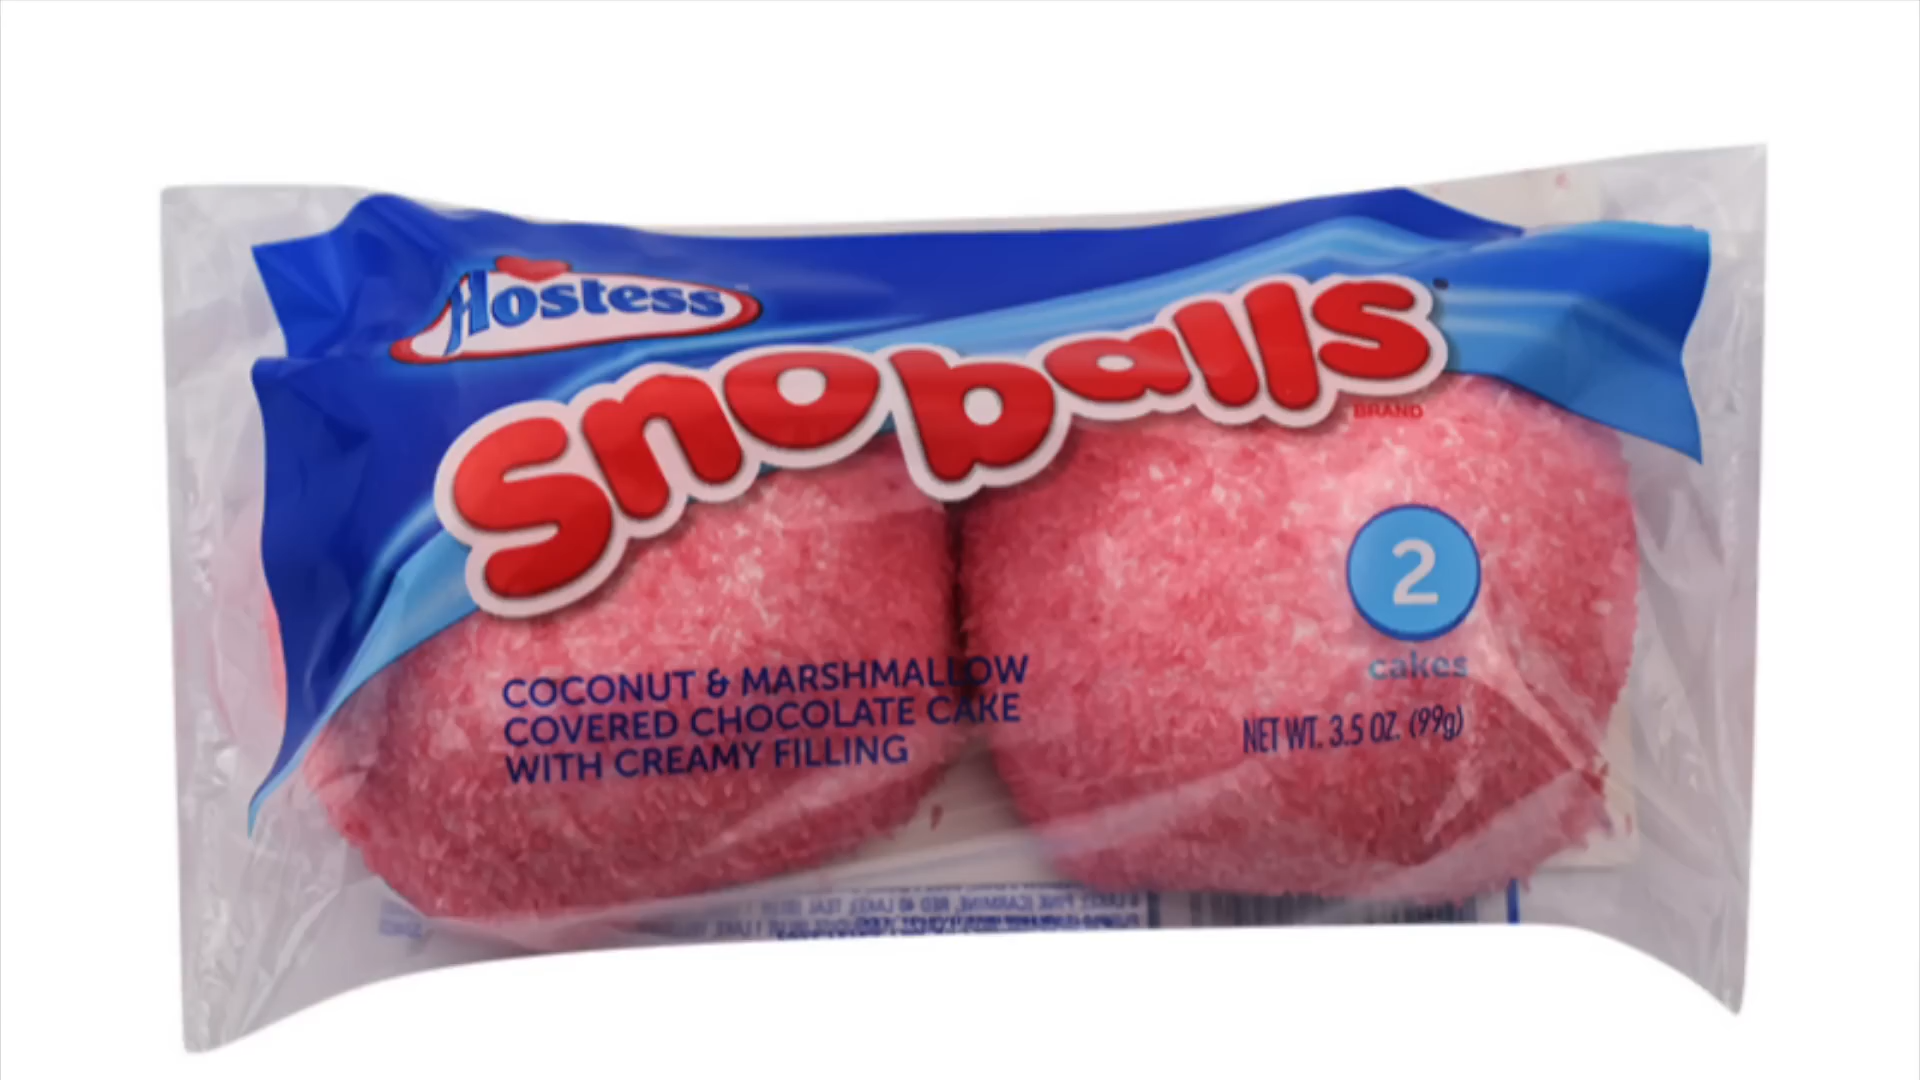 Hostess
Snoballs
BRAND
2
cakes
COCONUT & MARSHMALLOW
COVERED CHOCOLATE CAKE
WITH CREAMY FILLING
NET WT. 3.5 OZ. (99g)